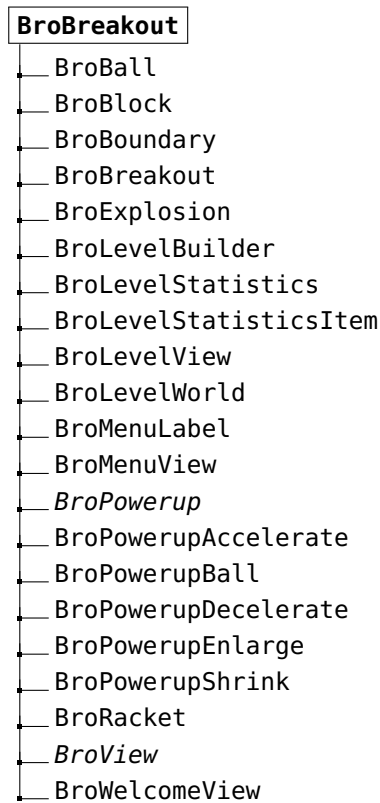 BroBreakout
BroBall
BroBlock
BroBoundary
BroBreakout
BroExplosion
BroLevelBuilder
BroLevelStatistics
BroLevelStatisticsItem
BroLevelView
BroLevelWorld
BroMenuLabel
BroMenuView
BroPowerup
BroPowerupAccelerate
BroPowerupBall
BroPowerupDecelerate
BroPowerupEnlarge
BroPowerupShrink
BroRacket
BroView
BroWelcomeView